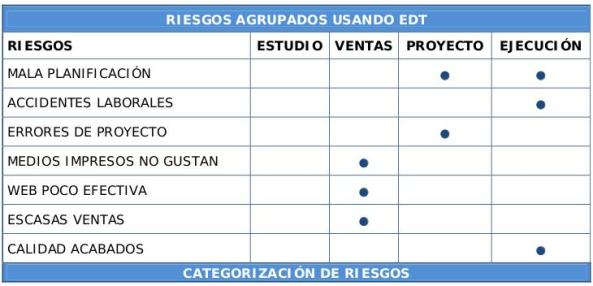 RIESGOS AGRUPADOS USANDO EDT
RIESGOS ESTUDIO VENTAS PROYECTO EJECUCIÓN
MALA PLANIFICACIÓN ● ●
ACCIDENTES LABORALES ●
ERRORES DE PROYECTO ●
MEDIOS IMPRESOS NO GUSTAN ●
WEB POCO EFECTIVA ●
ESCASAS VENTAS ●
CALIDAD ACABADOS ●
CATEGORIZACIÓN DE RIESGOS